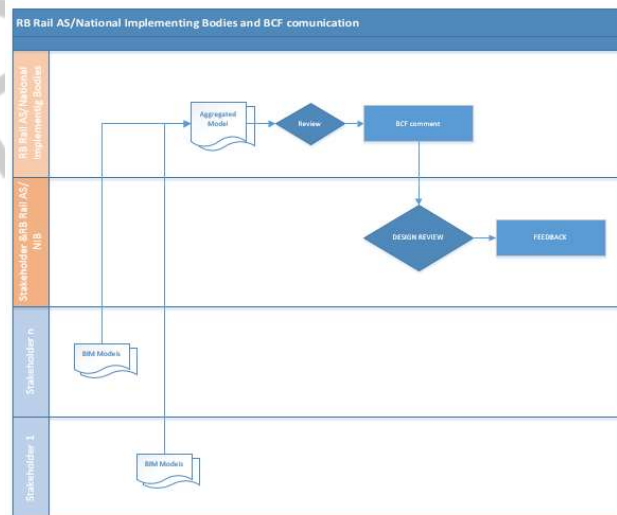 RB Rail AS/National Implementing Bodies and BCF comunication
RB Rail AS/National
Implementig Bodies
Aggregated
Model
Review
BCF comment
Stakeholder &RB Rail AS/
NIB
DESIGN REVIEW
FEEDBACK
Stakeholder n
BIM Models
Stakeholder 1
BIM Models